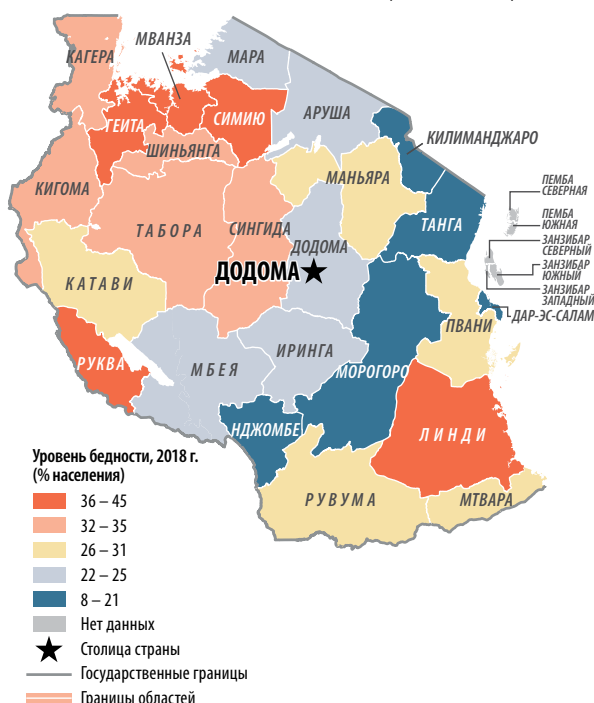 КАГЕРА
МВАНЗА
МАРА
ГЕИТА
СИМИЮ
АРУША
КИЛИМАНДЖАРО
ШИНЬЯНГА
КИГОМА
МАНЬЯРА
ТАБОРА
СИНГИДА
ДОДОМА
ТАНГА
ПЕМБА
СЕВЕРНАЯ
ПЕМБА
ЮЖНАЯ
ЗАНЗИБАР
СЕВЕРНЫЙ
ЗАНЗИБАР
ЮЖНЫЙ
ЗАНЗИБАР
ЗАПАДНЫЙ
ДОДОМА
КАТАВИ
ДАР-ЭС-САЛАМ
ПВАНИ
РУКВА
МБЕЯ
ИРИНГА
МОРОГОРО
НДЖОМБЕ
ЛИНДИ
РУВУМА
МТВАРА
Уровень бедности, 2018 г.
(% населения)
36 – 45
32 – 35
26 – 31
22 – 25
8 – 21
Нет данных
Столица страны
Государственные границы
Границы областей